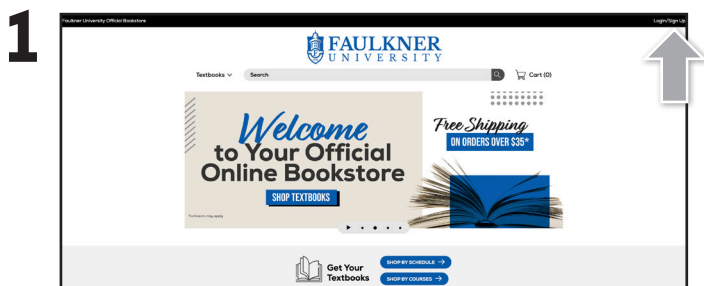 1
Faulkner University Official Bookstore
Login/Sign Up
FAULKNER
UNIVERSITY
Textbooks
Search
Cart (0)
Welcome
to Your Official
Online Bookstore
SHOP TEXTBOOKS
Free Shipping
ON ORDERS OVER $35*
Get Your
Textbooks
SHOP BY SCHEDULE →
SHOP BY COURSES →